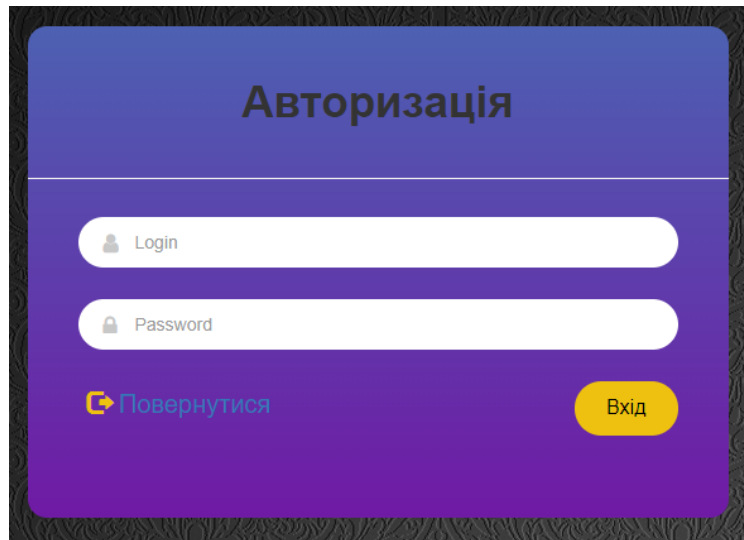 Авторизація
Login
Password
Повернутися
Вхід